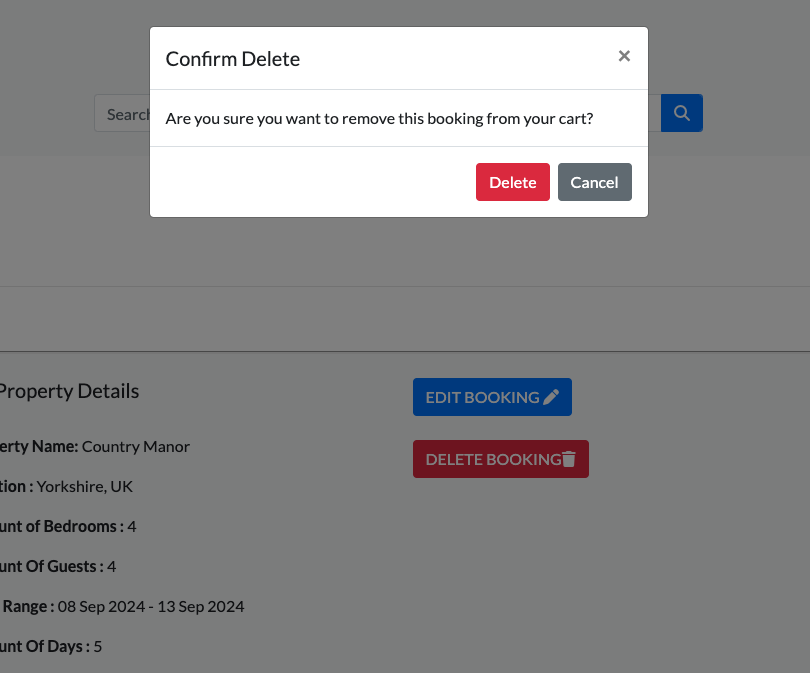 Confirm Delete ×
Search
Are you sure you want to remove this booking from your cart?
Delete Cancel
Property Details
EDIT BOOKING
erty Name: Country Manor
DELETE BOOKING
tion : Yorkshire, UK
unt of Bedrooms : 4
unt Of Guests : 4
Range : 08 Sep 2024 - 13 Sep 2024
unt Of Days : 5